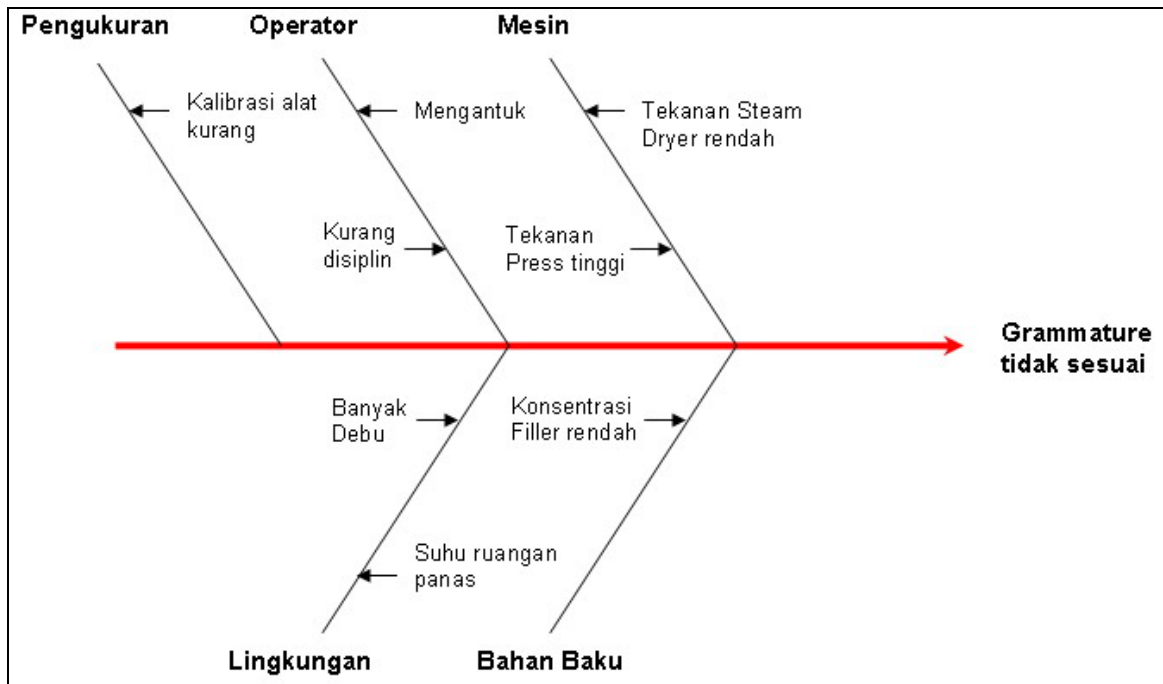 Pengukuran
Operator
Mesin
Kalibrasi alat
kurang
Mengantuk
Tekanan Steam
Dryer rendah
Kurang
disiplin
Tekanan
Press tinggi
Grammature
tidak sesuai
Banyak
Debu
Konsentrasi
Filler rendah
Suhu ruangan
panas
Lingkungan
Bahan Baku